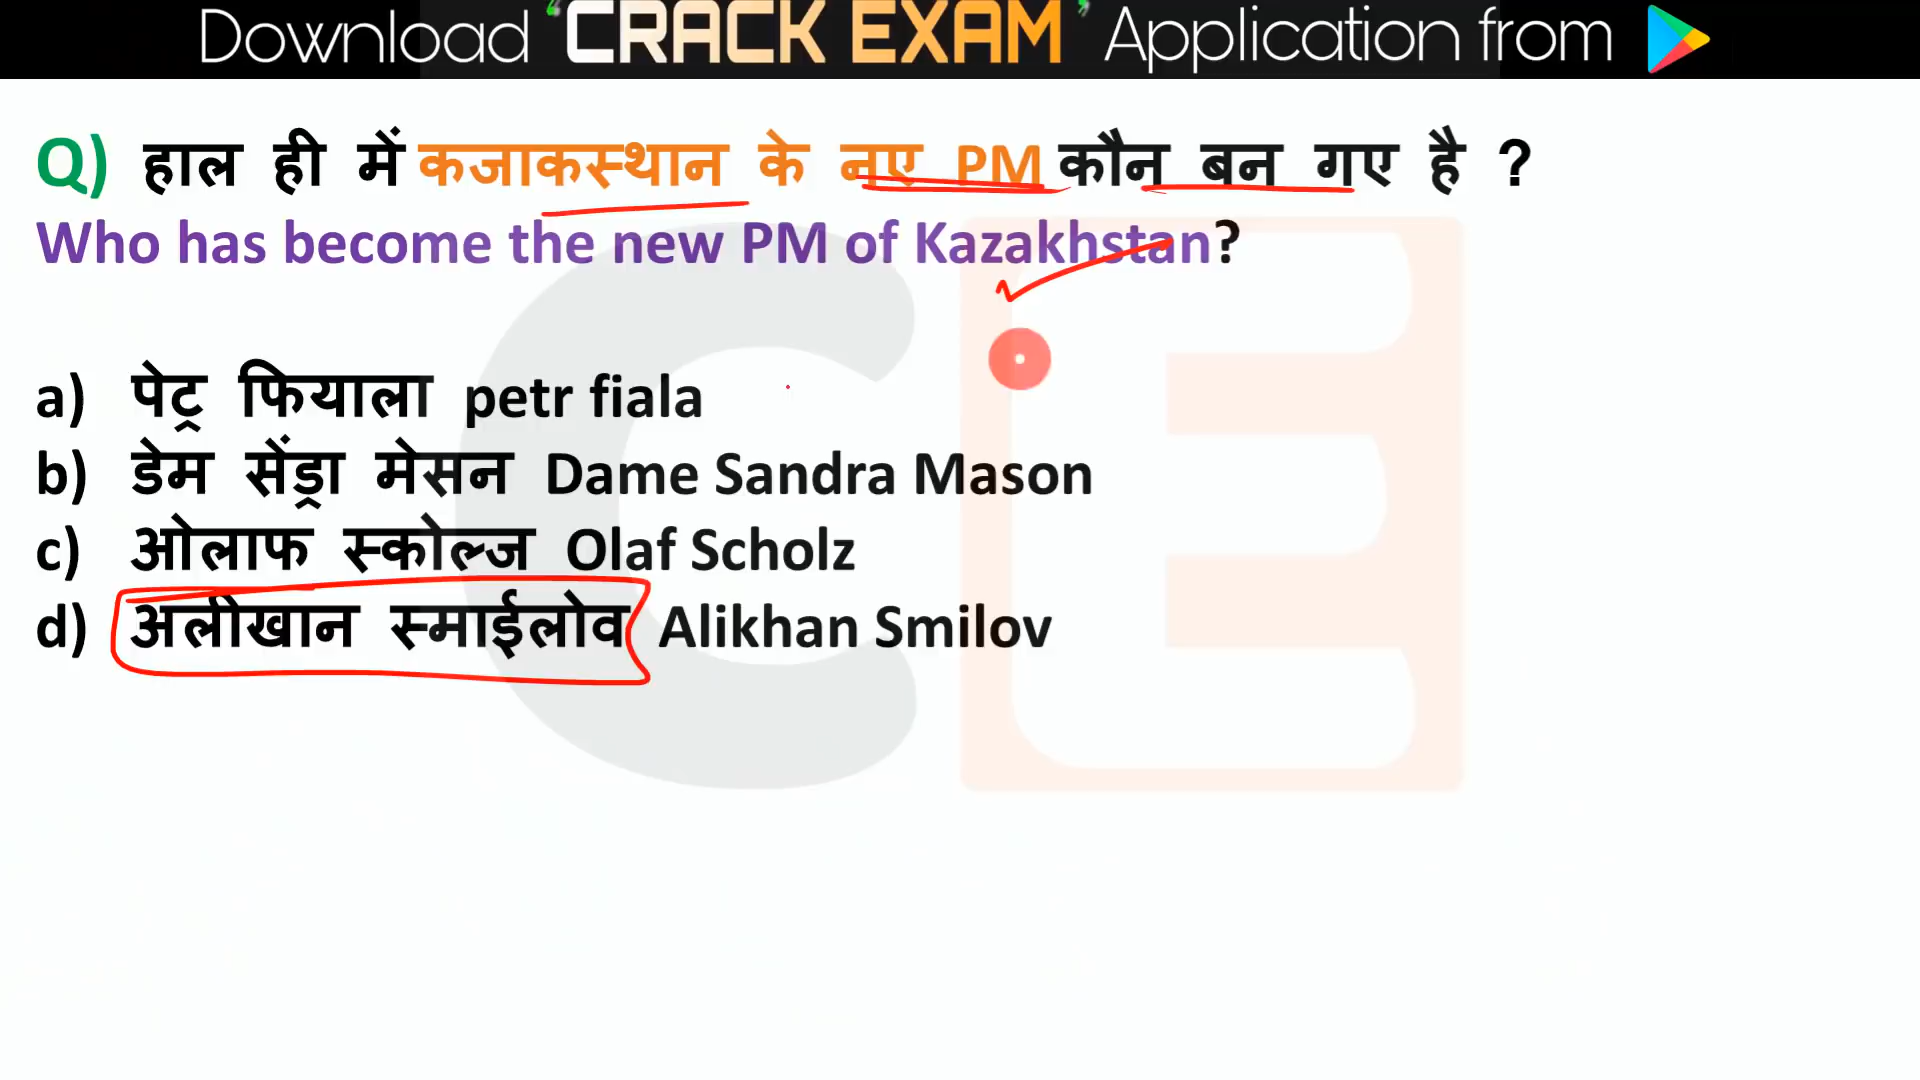 Download 'CRACK EXAM' Application from
Q) हाल ही में कजाकस्थान के नए PM कौन बन गए है ?
Who has become the new PM of Kazakhstan?
a) पेट्र फियाला petr fiala
b) डेम सेंड्रा मेसन Dame Sandra Mason
c) ओलाफ स्कोल्ज Olaf Scholz
d) अलीखान स्माईलोव Alikhan Smilov
CE